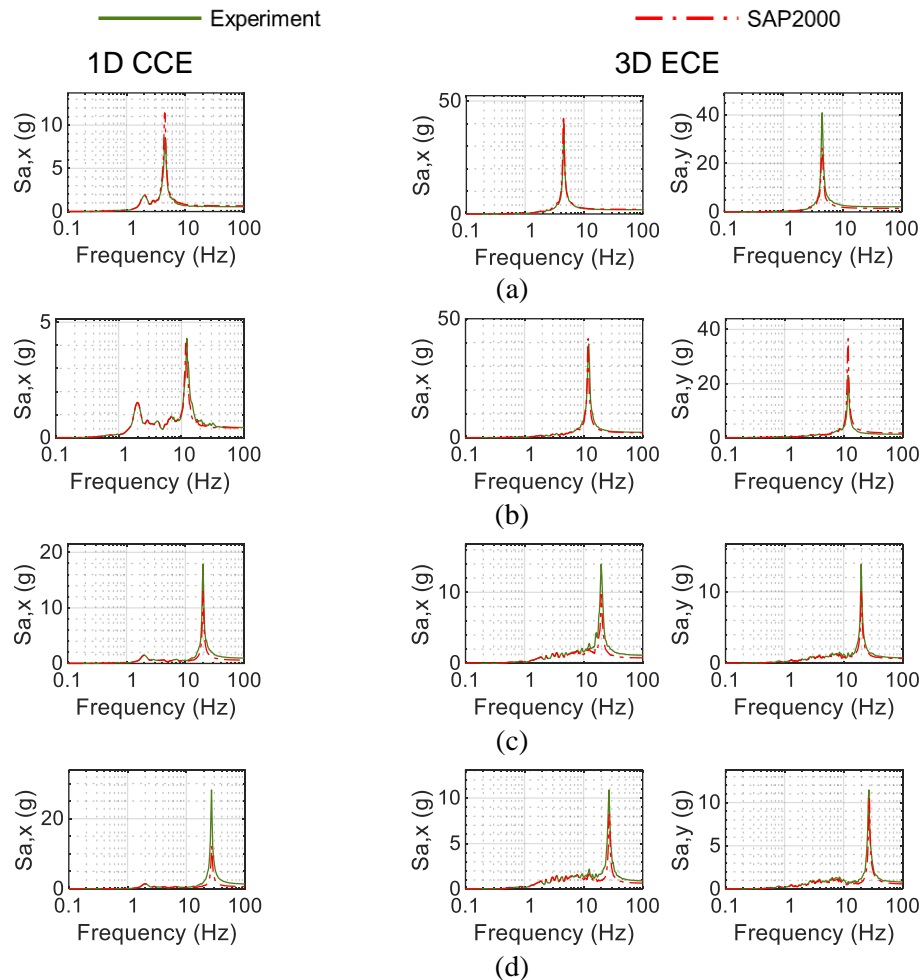 Experiment
SAP2000
1D CCE
3D ECE
Sa,x (g)
10
5
0
0.1 1 10 100
Frequency (Hz)
Sa,x (g)
50
0
0.1 1 10 100
Frequency (Hz)
Sa,y (g)
40
20
0
0.1 1 10 100
Frequency (Hz)
(a)
Sa,x (g)
5
0
0.1 1 10 100
Frequency (Hz)
Sa,x (g)
50
0
0.1 1 10 100
Frequency (Hz)
Sa,y (g)
40
20
0
0.1 1 10 100
Frequency (Hz)
(b)
Sa,x (g)
20
10
0
0.1 1 10 100
Frequency (Hz)
Sa,x (g)
10
0
0.1 1 10 100
Frequency (Hz)
Sa,y (g)
10
0
0.1 1 10 100
Frequency (Hz)
(c)
Sa,x (g)
20
0
0.1 1 10 100
Frequency (Hz)
Sa,x (g)
10
5
0
0.1 1 10 100
Frequency (Hz)
Sa,y (g)
10
5
0
0.1 1 10 100
Frequency (Hz)
(d)